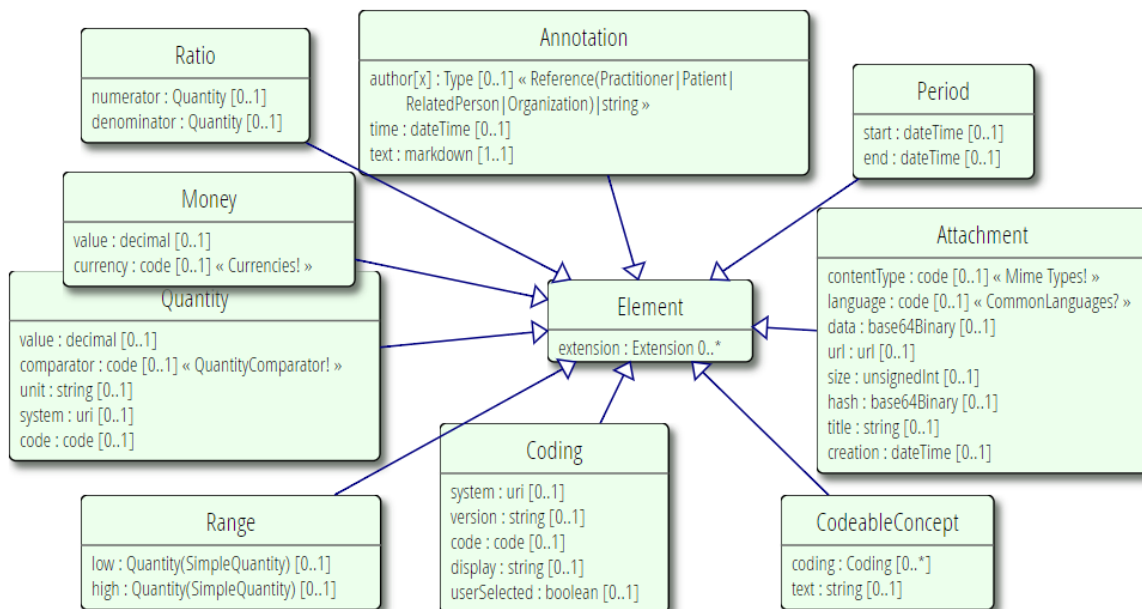 Ratio
numerator : Quantity [0..1]
denominator : Quantity [0..1]
Annotation
author[x] : Type [0..1] « Reference(Practitioner|Patient|
RelatedPerson|Organization)|string »
time : dateTime [0..1]
text : markdown [1..1]
Period
start : dateTime [0..1]
end : dateTime [0..1]
Money
value : decimal [0..1]
currency : code [0..1] « Currencies! »
Attachment
contentType : code [0..1] « Mime Types! »
language : code [0..1] « CommonLanguages? »
data : base64Binary [0..1]
url : url [0..1]
size : unsignedInt [0..1]
hash : base64Binary [0..1]
title : string [0..1]
creation : dateTime [0..1]
Quantity
value : decimal [0..1]
comparator : code [0..1] « QuantityComparator! »
unit : string [0..1]
system : uri [0..1]
code : code [0..1]
Element
extension : Extension 0..*
Range
low : Quantity(SimpleQuantity) [0..1]
high : Quantity(SimpleQuantity) [0..1]
Coding
system : uri [0..1]
version : string [0..1]
code : code [0..1]
display : string [0..1]
userSelected : boolean [0..1]
CodeableConcept
coding : Coding [0..*]
text : string [0..1]